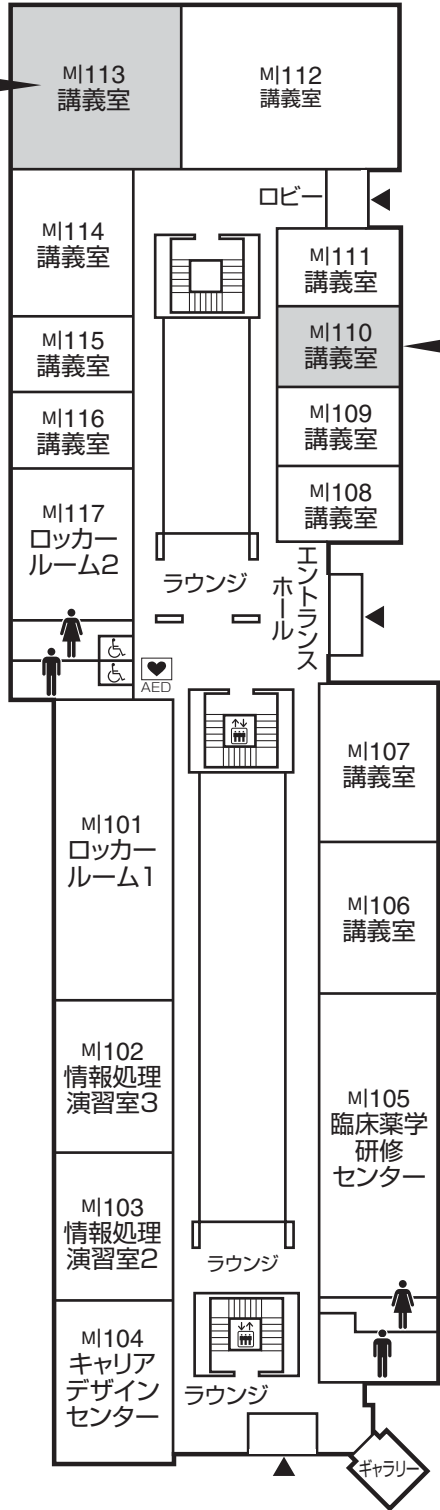 M|113
講義室
M|112
講義室
ロビー
M|114
講義室
M|111
講義室
M|110
講義室
M|115
講義室
M|116
講義室
M|109
講義室
M|108
講義室
M|117
ロッカー
ルーム2
ラウンジ
エントランス
ホール
AED
M|107
講義室
M|101
ロッカー
ルーム1
M|106
講義室
M|102
情報処理
演習室3
M|105
臨床薬学
研修
センター
M|103
情報処理
演習室2
ラウンジ
M|104
キャリア
デザイン
センター
ラウンジ
ギャラリー